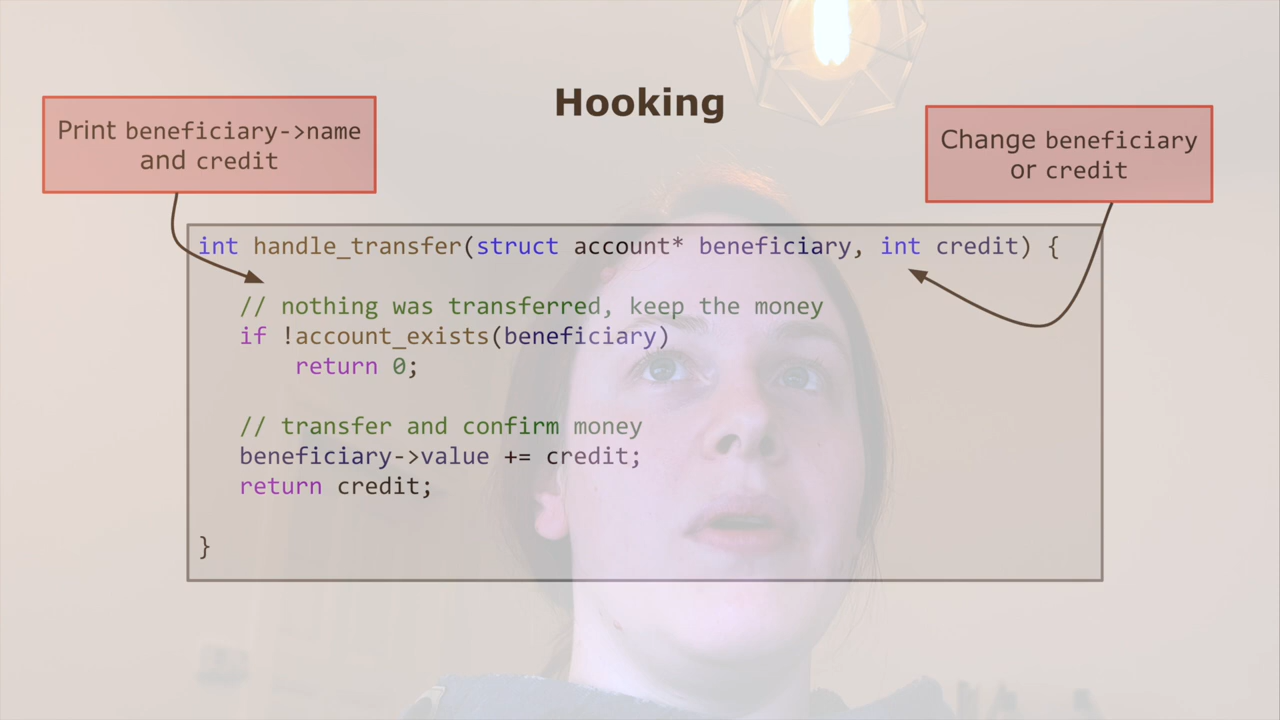 Hooking
Print beneficiary->name
and credit
Change beneficiary
or credit
int handle_transfer(struct account* beneficiary, int credit) {
// nothing was transferred, keep the money
if !account_exists(beneficiary)
return 0;
// transfer and confirm money
beneficiary->value += credit;
return credit;
}